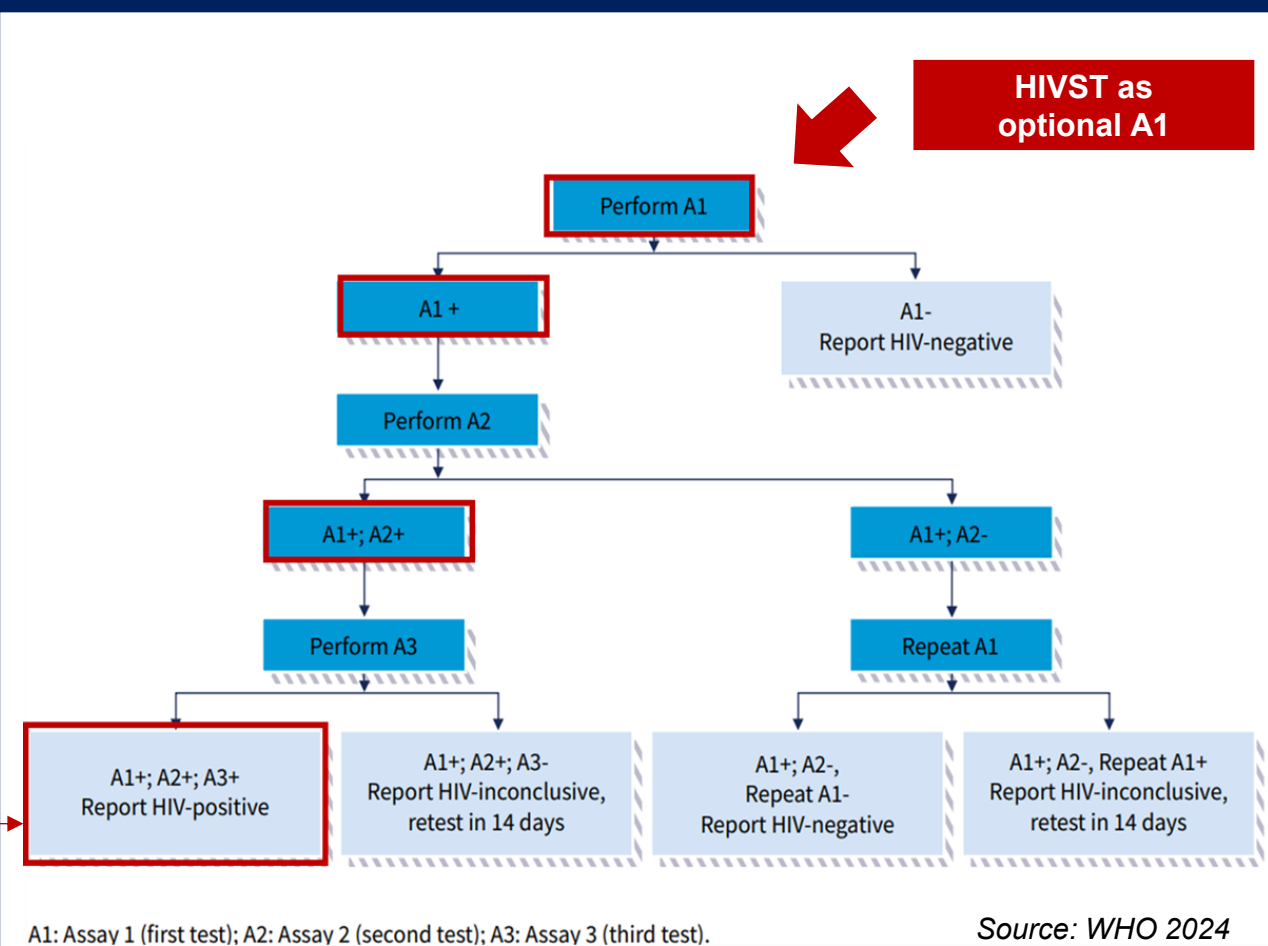 HIVST as
optional A1
Perform A1
A1 +
A1-
Report HIV-negative
Perform A2
A1+; A2+
A1+; A2-
Perform A3
Repeat A1
A1+; A2+; A3+
Report HIV-positive
A1+; A2+; A3-
Report HIV-inconclusive,
retest in 14 days
A1+; A2-,
Repeat A1-
Report HIV-negative
A1+; A2-, Repeat A1+
Report HIV-inconclusive,
retest in 14 days
A1: Assay 1 (first test); A2: Assay 2 (second test); A3: Assay 3 (third test).
Source: WHO 2024